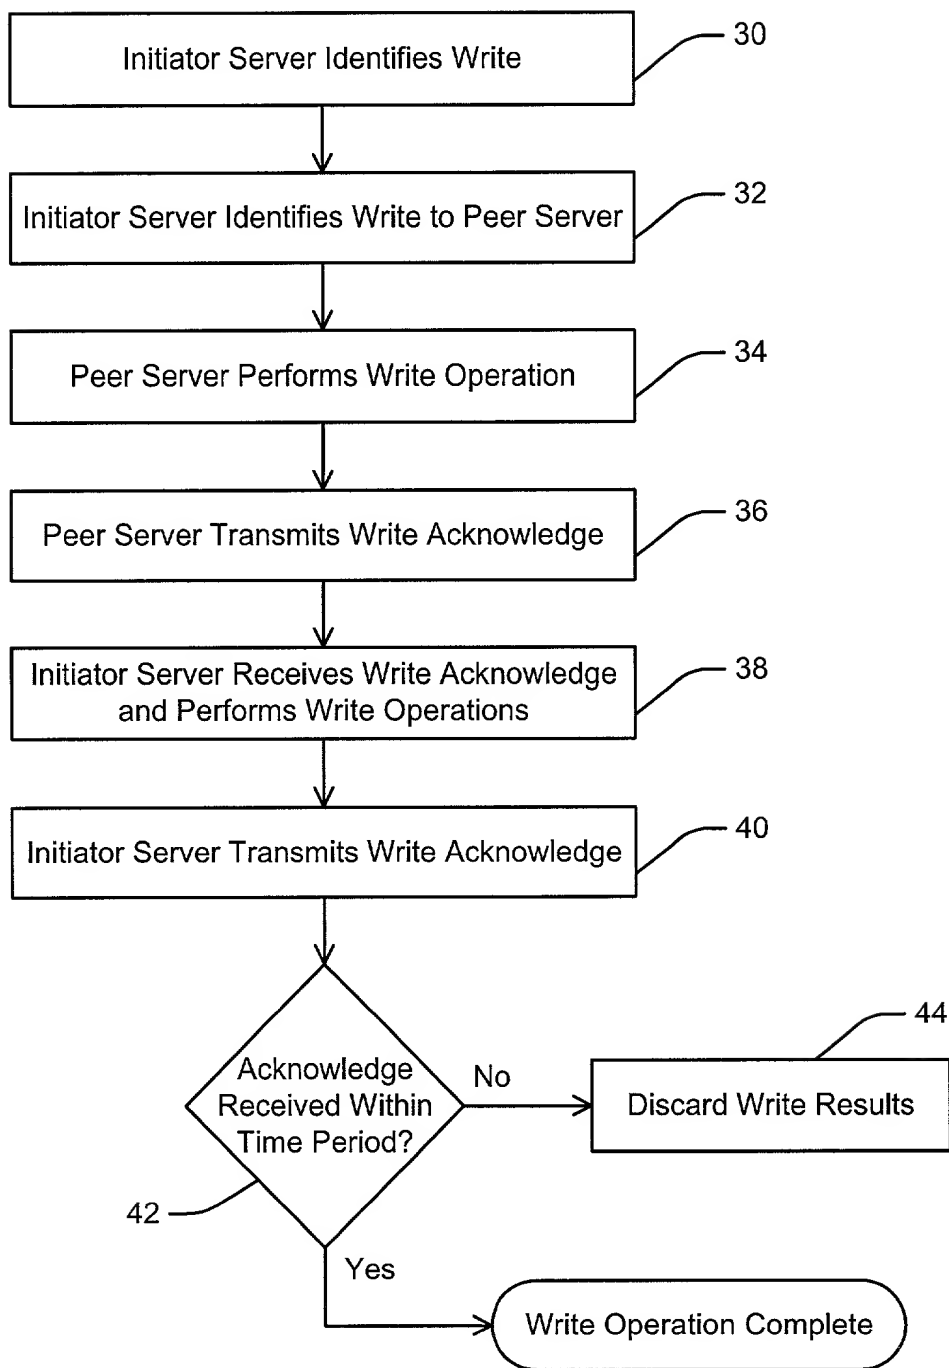 Initiator Server Identifies Write
30
Initiator Server Identifies Write to Peer Server
32
Peer Server Performs Write Operation
34
Peer Server Transmits Write Acknowledge
36
Initiator Server Receives Write Acknowledge
and Performs Write Operations
38
Initiator Server Transmits Write Acknowledge
40
Acknowledge
Received Within
Time Period?
42
No
44
Discard Write Results
Yes
Write Operation Complete